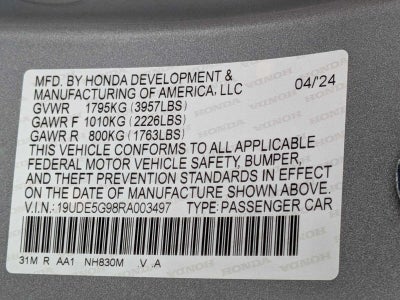 MFD. BY HONDA DEVELOPMENT &
MANUFACTURING OF AMERICA, LLC
04/24
GVWR 1795KG (3957LBS)
GAWR F 1010KG (2226LBS)
GAWR R 800KG (1763LBS)
THIS VEHICLE CONFORMS TO ALL APPLICABLE
FEDERAL MOTOR VEHICLE SAFETY, BUMPER,
AND THEFT PREVENTION STANDARDS IN EFFECT
ON THE DATE OF MANUFACTURE SHOWN ABOVE.
V.I.N.: 19UDE5G98RA003497 TYPE: PASSENGER CAR
31M R AA1 NH830M V .A